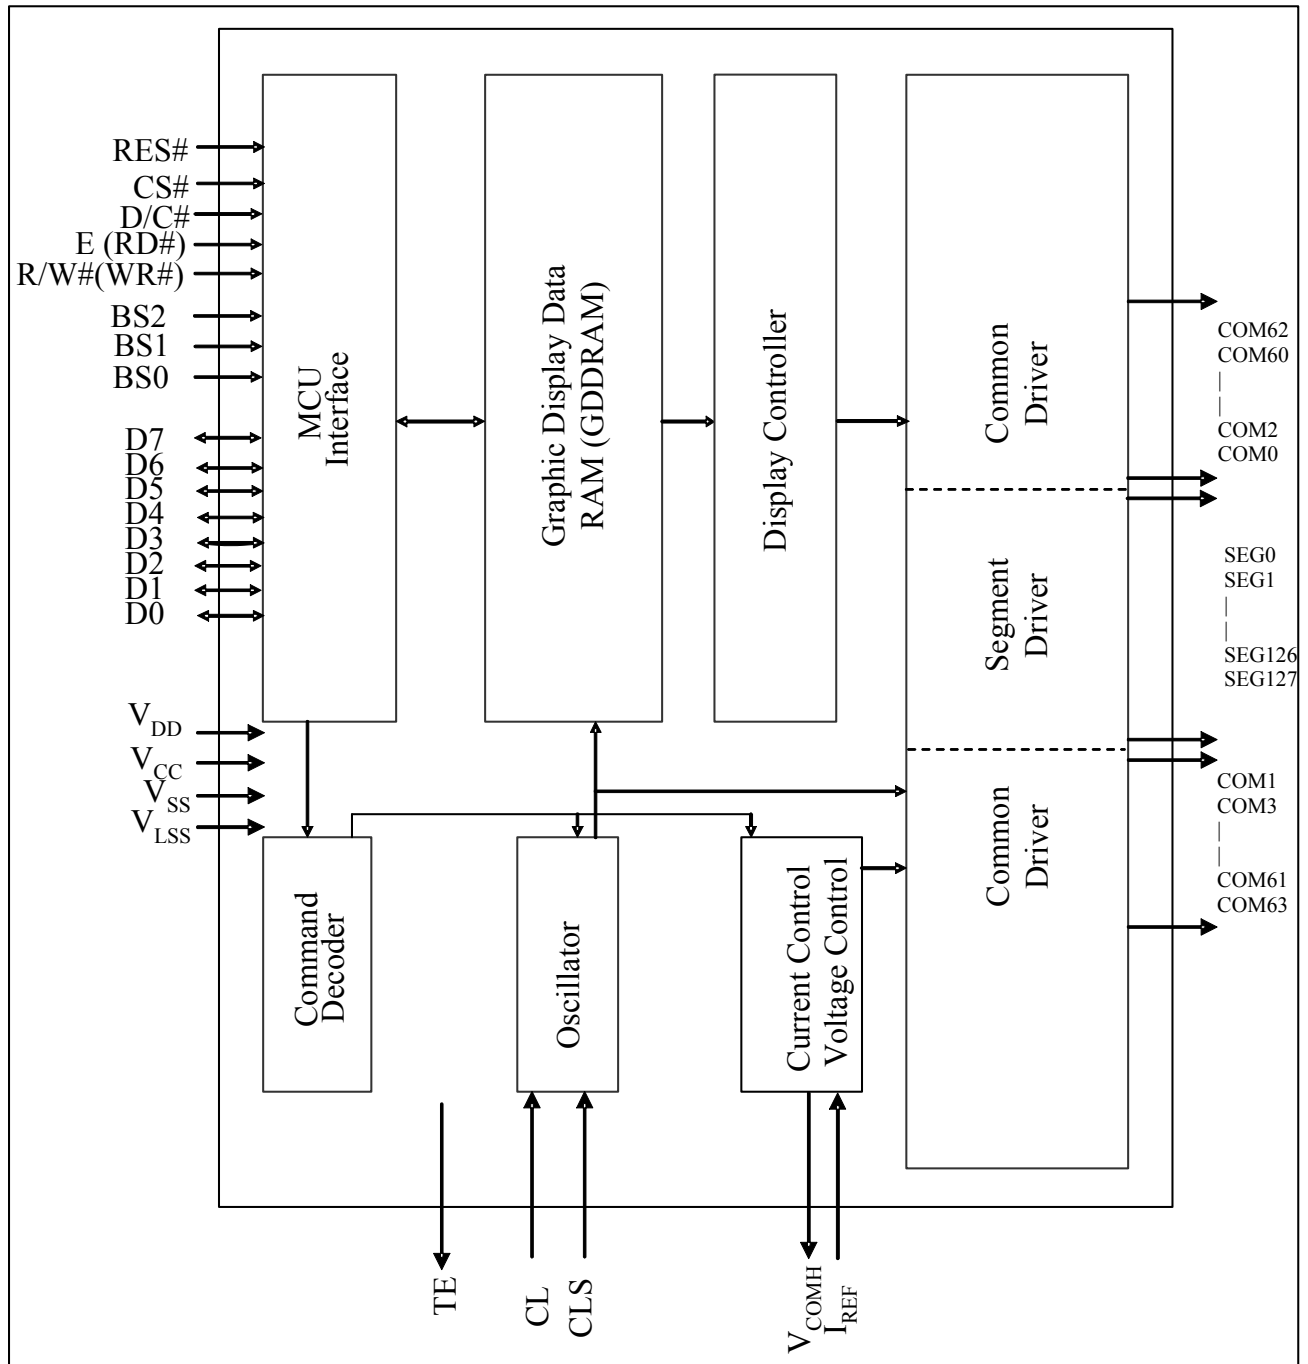 RES#
CS#
D/C#
E (RD#)
R/W#(WR#)
BS2
BS1
BS0
D7
D6
D5
D4
D3
D2
D1
D0
VDD
VCC
VSS
VLSS
MCU
Interface
Graphic Display Data
RAM (GDDRAM)
Display Controller
Common
Driver
Segment
Driver
Common
Driver
Command
Decoder
Oscillator
Current Control
Voltage Control
COM62
COM60
|
|
COM2
COM0
SEG0
SEG1
|
|
SEG126
SEG127
COM1
COM3
|
|
COM61
COM63
TE
CL
CLS
VCOMH
IREF